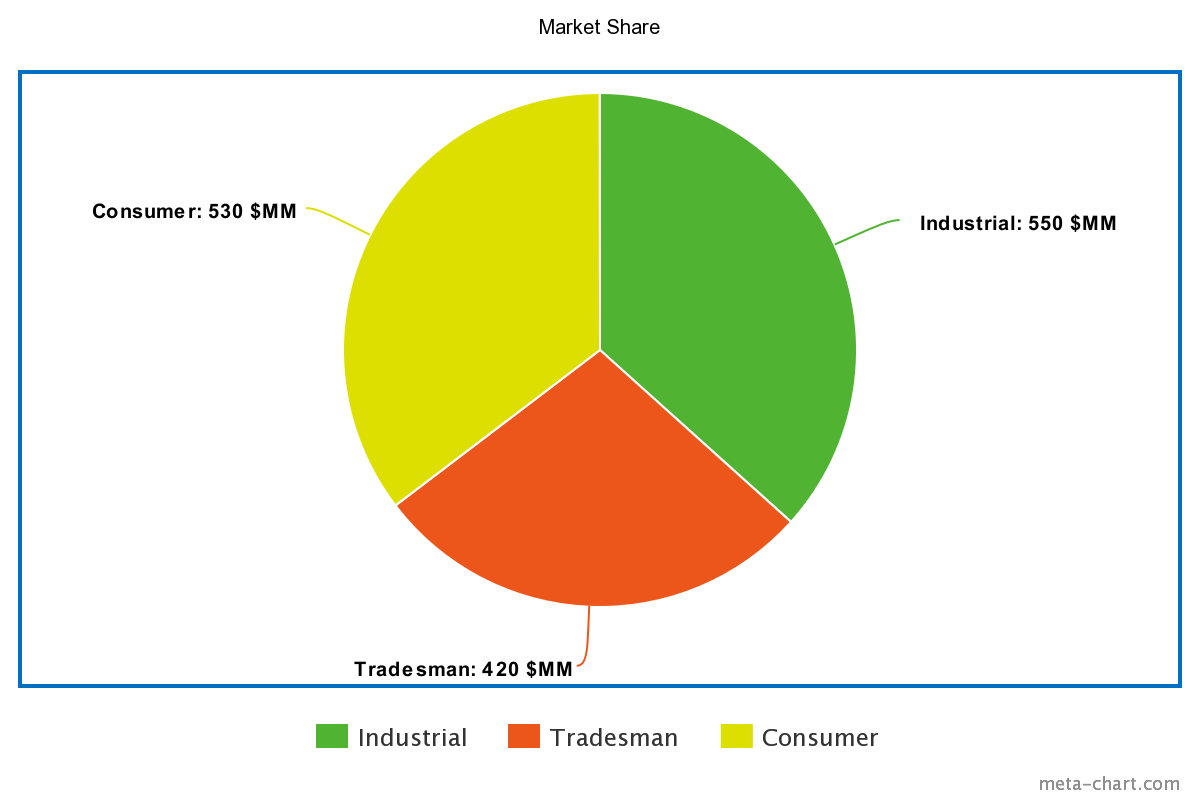 Market Share
Consumer: 530 $MM
Industrial: 550 $MM
Tradesman: 420 $MM
Industrial
Tradesman
Consumer
meta-chart.com